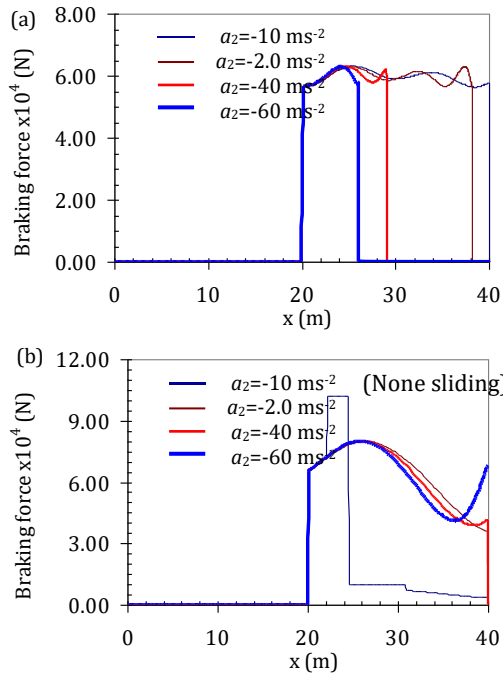 (a)
a2=-10 ms-2
a2=-2.0 ms-2
a2=-40 ms-2
a2=-60 ms-2
Braking force x10^4 (N)
8.00
6.00
4.00
2.00
0.00
0 10 20 30 40
x (m)
(b)
a2=-10 ms-2 (None sliding)
a2=-2.0 ms-2
a2=-40 ms-2
a2=-60 ms-2
Braking force x10^4 (N)
12.00
9.00
6.00
3.00
0.00
0 10 20 30 40
x (m)